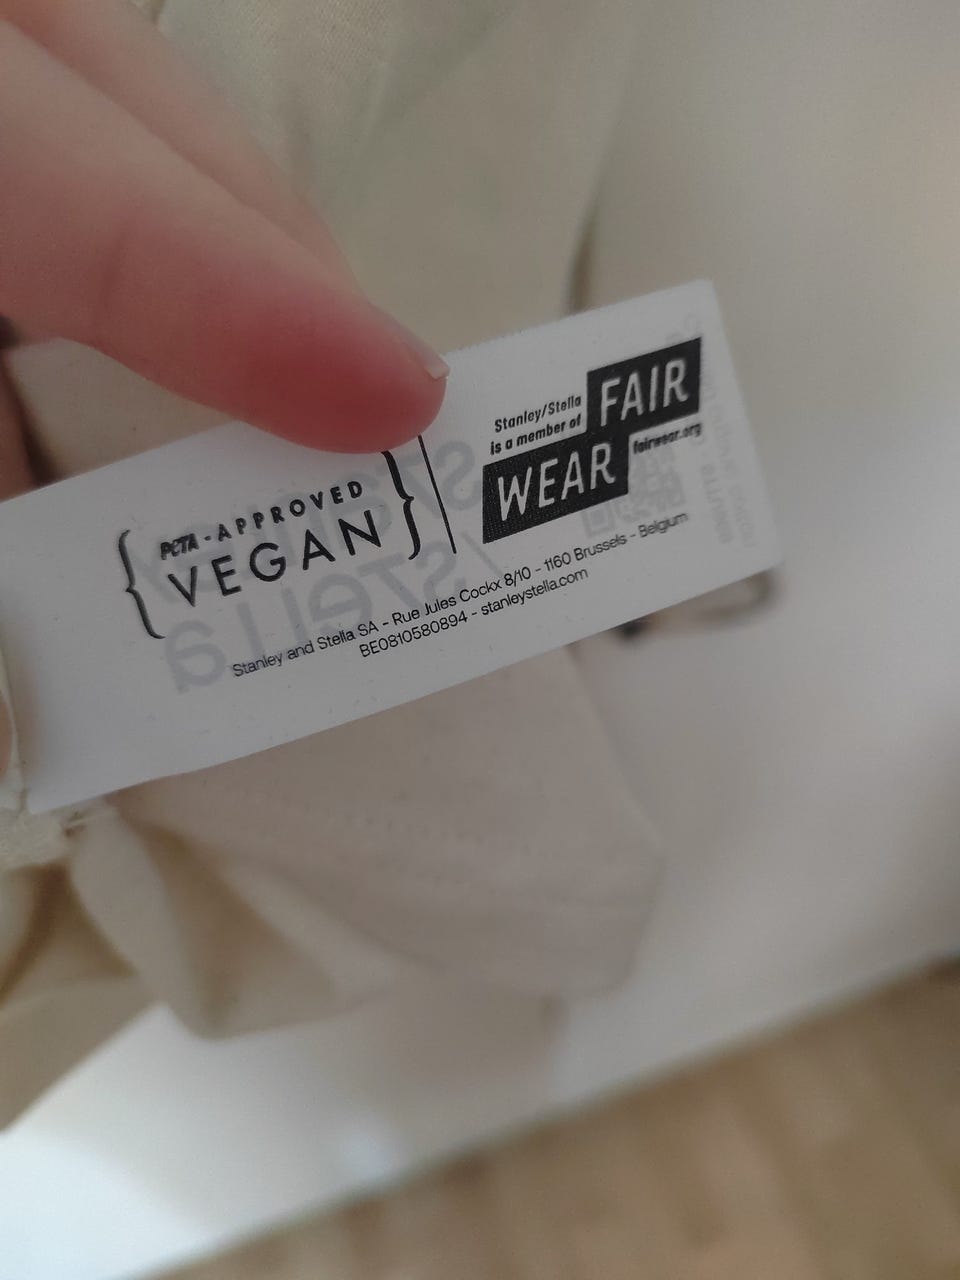 { PETA-APPROVED
VEGAN }
Stanley/Stella
is a member of
FAIR
WEAR
fairwear.org
Stanley and Stella SA - Rue Jules Cockx 8/10 - 1160 Brussels - Belgium
BE0810580894 - stanleystella.com